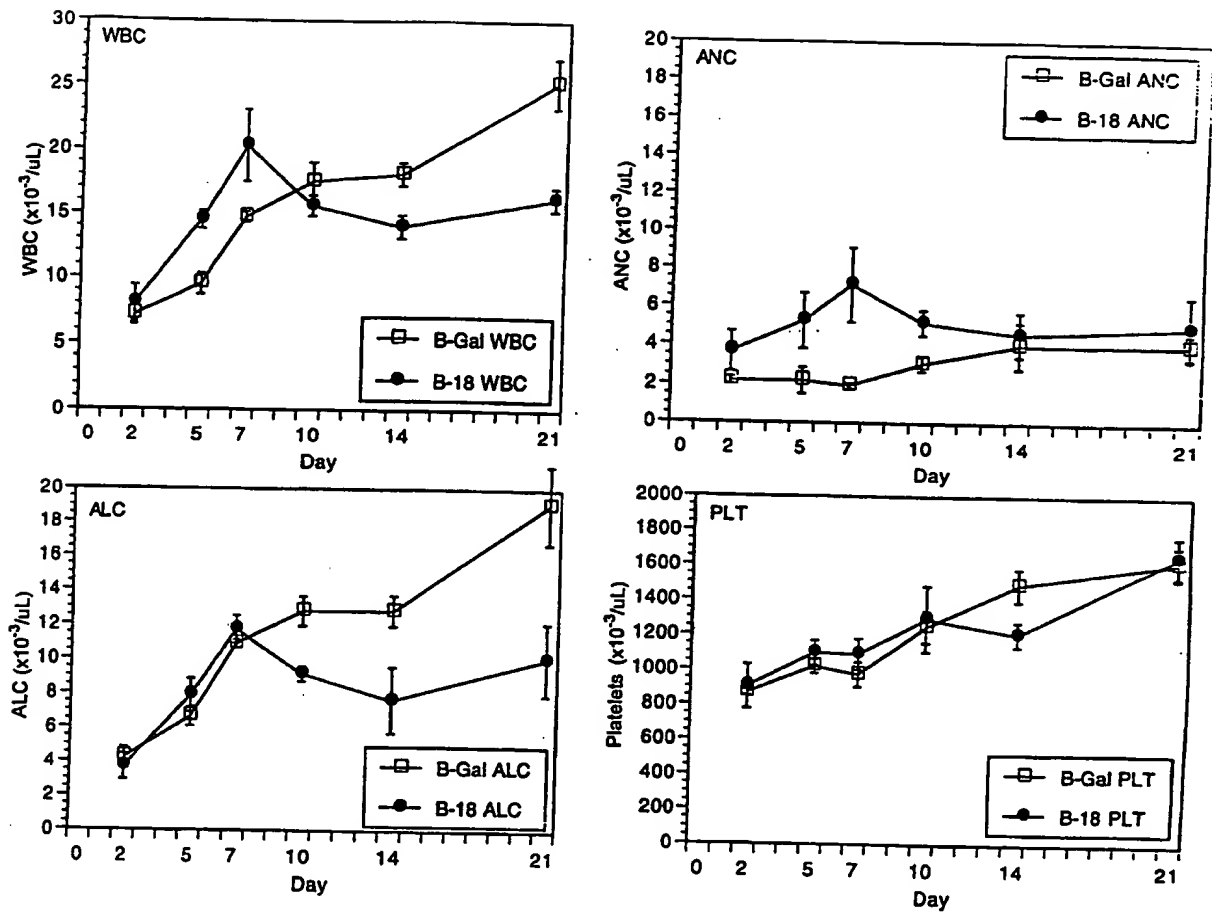 WBC
30
25
20
15
10
5
0
WBC (x10⁻³/uL)
B-Gal WBC
B-18 WBC
0 2 5 7 10 14 21
Day
ANC
20
18
16
14
12
10
8
6
4
2
0
ANC (x10⁻³/uL)
B-Gal ANC
B-18 ANC
0 2 5 7 10 14 21
Day
ALC
20
18
16
14
12
10
8
6
4
2
0
ALC (x10⁻³/uL)
B-Gal ALC
B-18 ALC
0 2 5 7 10 14 21
Day
PLT
2000
1800
1600
1400
1200
1000
800
600
400
200
0
Platelets (x10⁻³/uL)
B-Gal PLT
B-18 PLT
0 2 5 7 10 14 21
Day